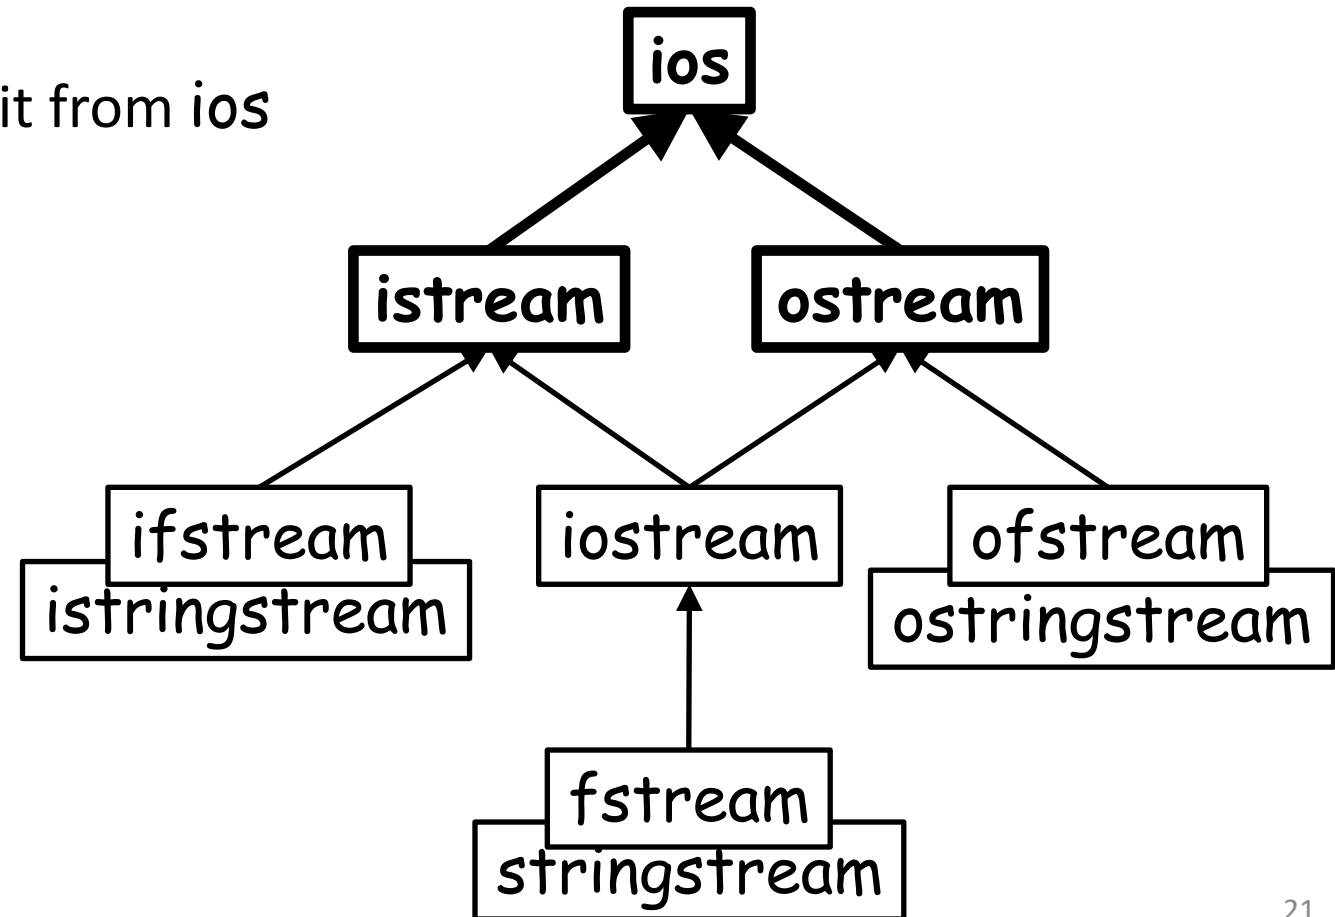 ios
it from ios
istream ostream
ifstream iostream ofstream
istringstream ostringstream
fstream
stringstream
21